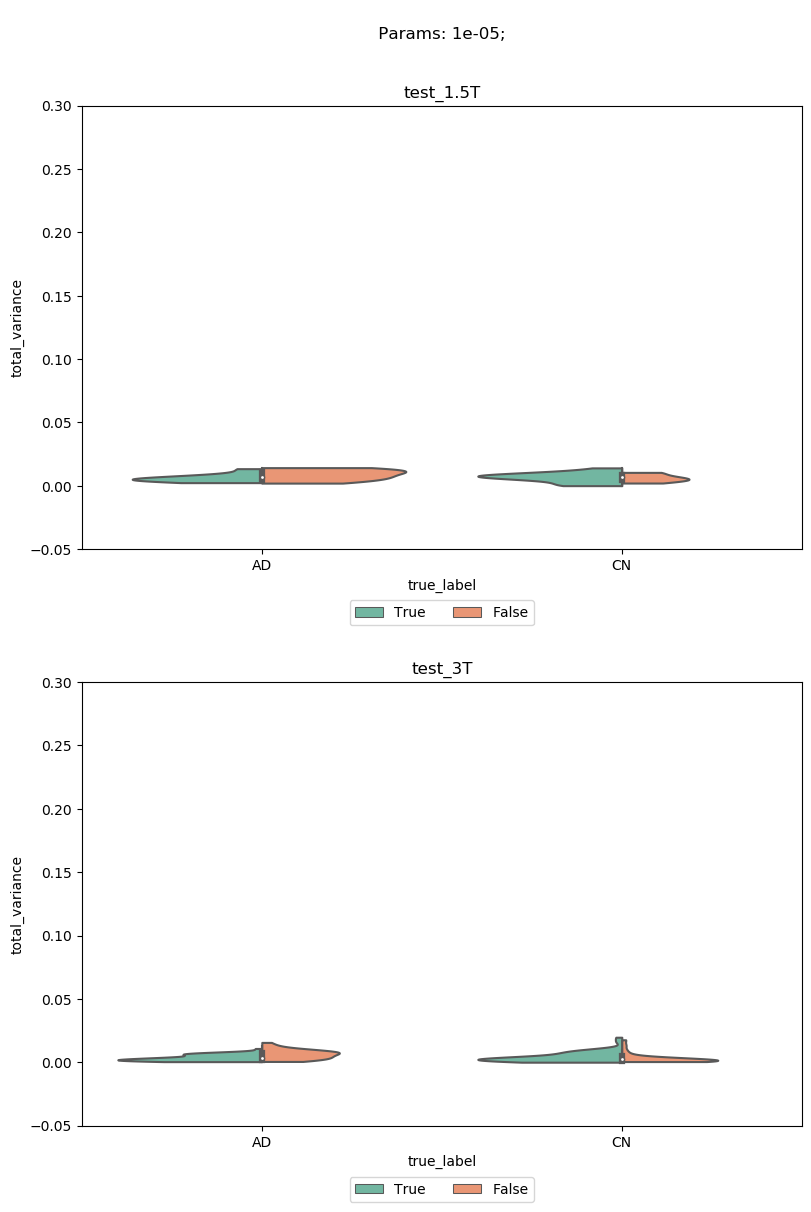 Params: 1e-05;
test_1.5T
0.30
0.25
0.20
0.15
0.10
0.05
0.00
−0.05
total_variance
AD CN
true_label
True False
test_3T
0.30
0.25
0.20
0.15
0.10
0.05
0.00
−0.05
total_variance
AD CN
true_label
True False